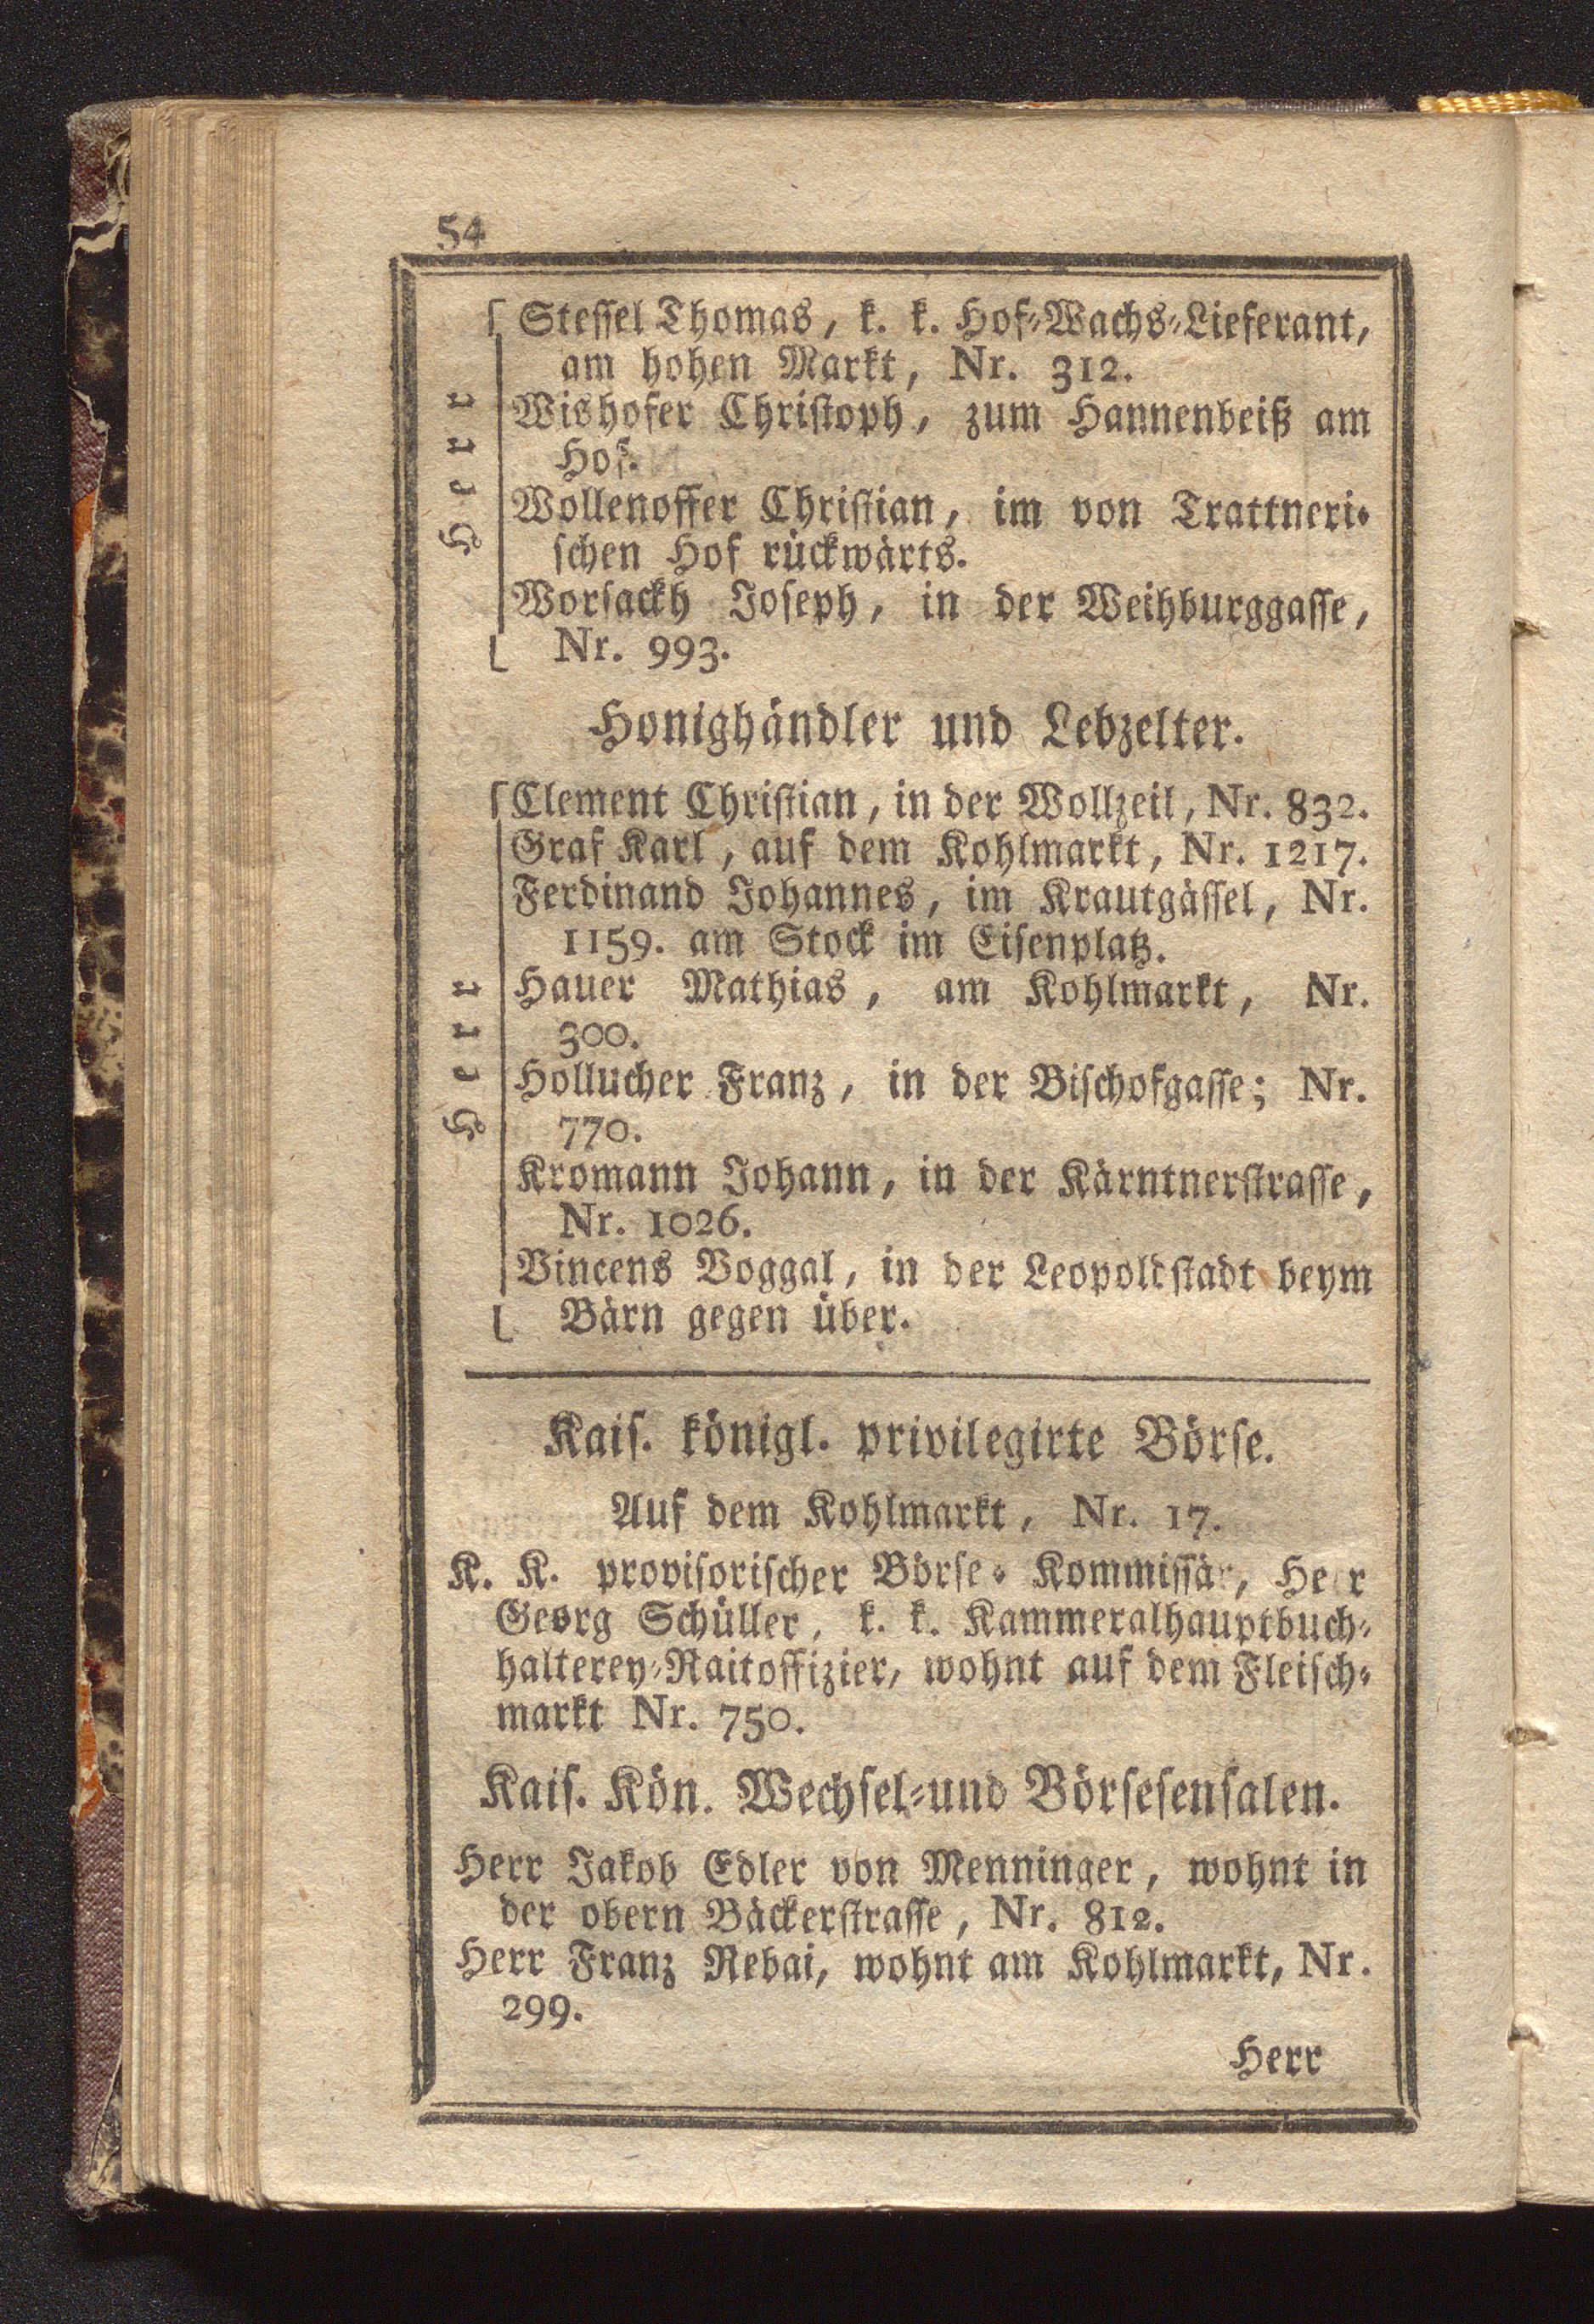 54
Stessel Thomas, k. k. Hof-Wachs-Lieferant,
am hohen Markt, Nr. 312.
Wishofer Christoph, zum Hannenbeiß am
Hof.
Wollenoffer Christian, im von Trattneri-
schen Hof rückwärts.
Worsackh Joseph, in der Weihburggasse,
Nr. 993.
Herr
Honighändler und Lebzelter.
Clement Christian, in der Wollzeil, Nr. 832.
Graf Karl, auf dem Kohlmarkt, Nr. 1217.
Ferdinand Johannes, im Krautgässel, Nr.
1159. am Stock im Eisenplatz.
Hauer Mathias, am Kohlmarkt, Nr.
300.
Hollucher Franz, in der Bischofgasse; Nr.
770.
Kromann Johann, in der Kärntnerstrasse,
Nr. 1026.
Vincens Voggal, in der Leopoldstadt beym
Bärn gegen über.
Herr
Kais. königl. privilegirte Börse.
Auf dem Kohlmarkt, Nr. 17.
K. K. provisorischer Börse-Kommissär, Herr
Georg Schüller, k. k. Kammeralhauptbuch-
halterey-Raitoffizier, wohnt auf dem Fleisch-
markt Nr. 750.
Kais. Kön. Wechsel-und Börsesensalen.
Herr Jakob Edler von Menninger, wohnt in
der obern Bäckerstrasse, Nr. 812.
Herr Franz Rebai, wohnt am Kohlmarkt, Nr.
299.
Herr